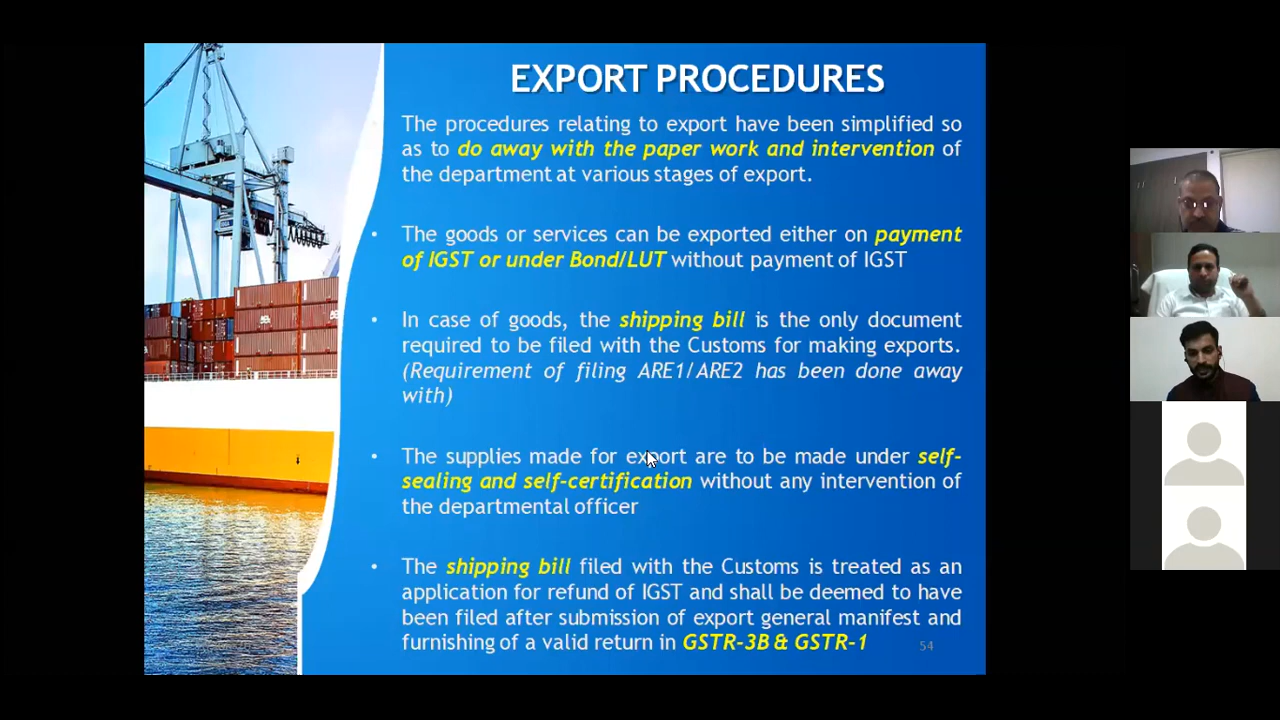 EXPORT PROCEDURES
The procedures relating to export have been simplified so
as to do away with the paper work and intervention of
the department at various stages of export.
• The goods or services can be exported either on payment
of IGST or under Bond/LUT without payment of IGST
• In case of goods, the shipping bill is the only document
required to be filed with the Customs for making exports.
(Requirement of filing ARE1/ARE2 has been done away
with)
• The supplies made for export are to be made under self-
sealing and self-certification without any intervention of
the departmental officer
• The shipping bill filed with the Customs is treated as an
application for refund of IGST and shall be deemed to have
been filed after submission of export general manifest and
furnishing of a valid return in GSTR-3B & GSTR-1
54